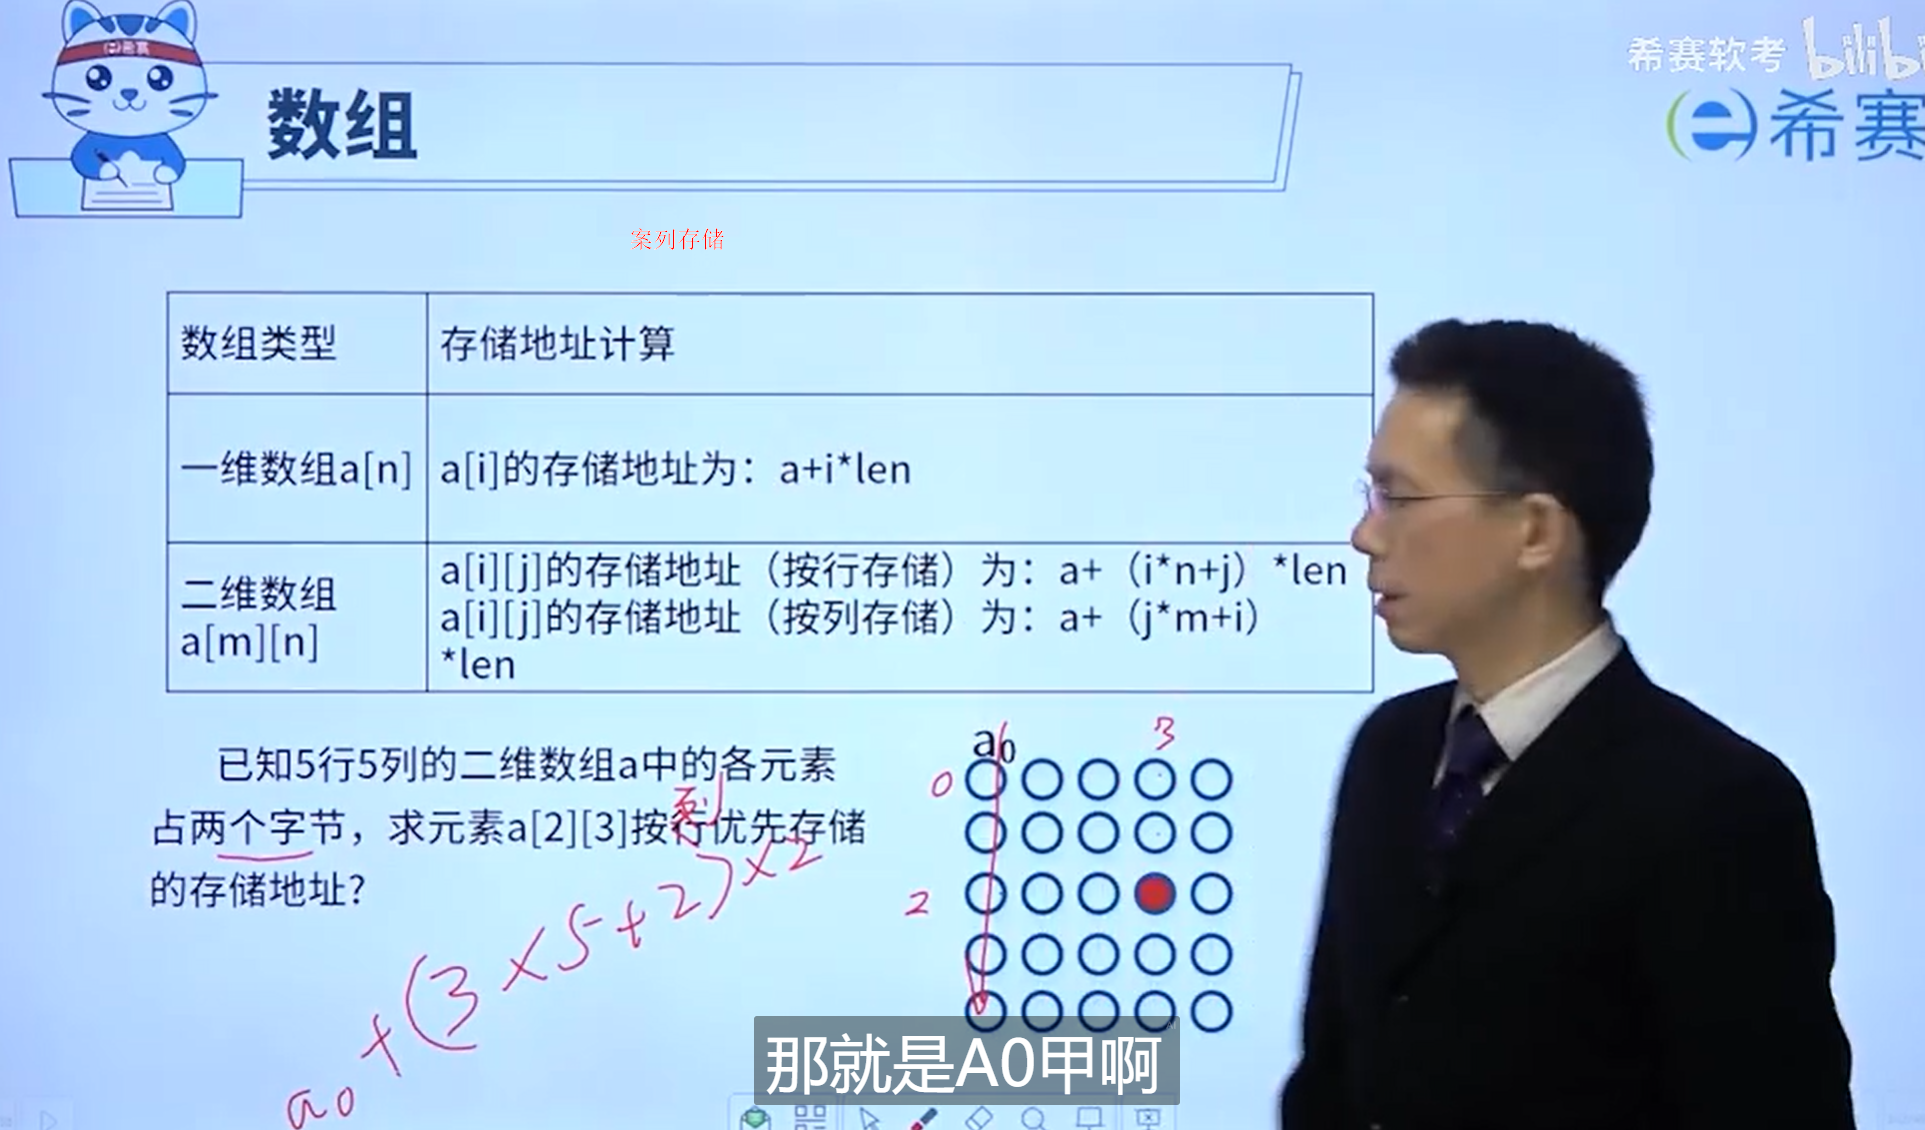 希赛
希赛软考 bilibi
希赛
数组
案列存储
数组类型
存储地址计算
一维数组a[n]
a[i]的存储地址为：a+i*len
二维数组
a[m][n]
a[i][j]的存储地址（按行存储）为：a+（i*n+j）*len
a[i][j]的存储地址（按列存储）为：a+（j*m+i）
*len
已知5行5列的二维数组a中的各元素
占两个字节，求元素a[2][3]按行优先存储
的存储地址?
列
a0+(3×5+2)×2
a0
3
0
2
那就是A0甲啊